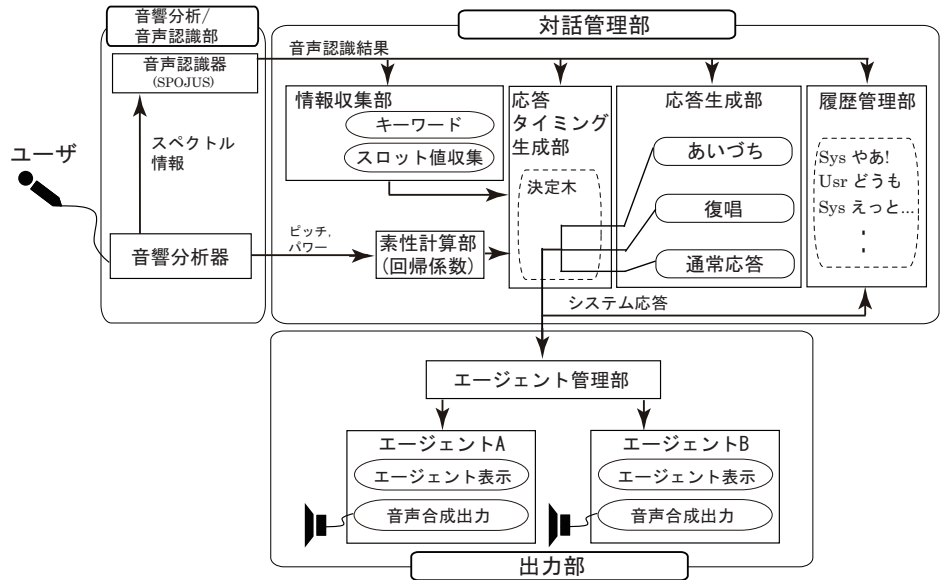 音響分析/
音声認識部
対話管理部
音声認識器
(SPOJUS)
音声認識結果
情報収集部
キーワード
スロット値収集
応答
タイミング
生成部
決定木
応答生成部
あいづち
復唱
通常応答
履歴管理部
Sys やあ!
Usr どうも
Sys えっと...
スペクトル
情報
ユーザ
音響分析器
ピッチ,
パワー
素性計算部
(回帰係数)
システム応答
エージェント管理部
エージェントA
エージェント表示
音声合成出力
エージェントB
エージェント表示
音声合成出力
出力部